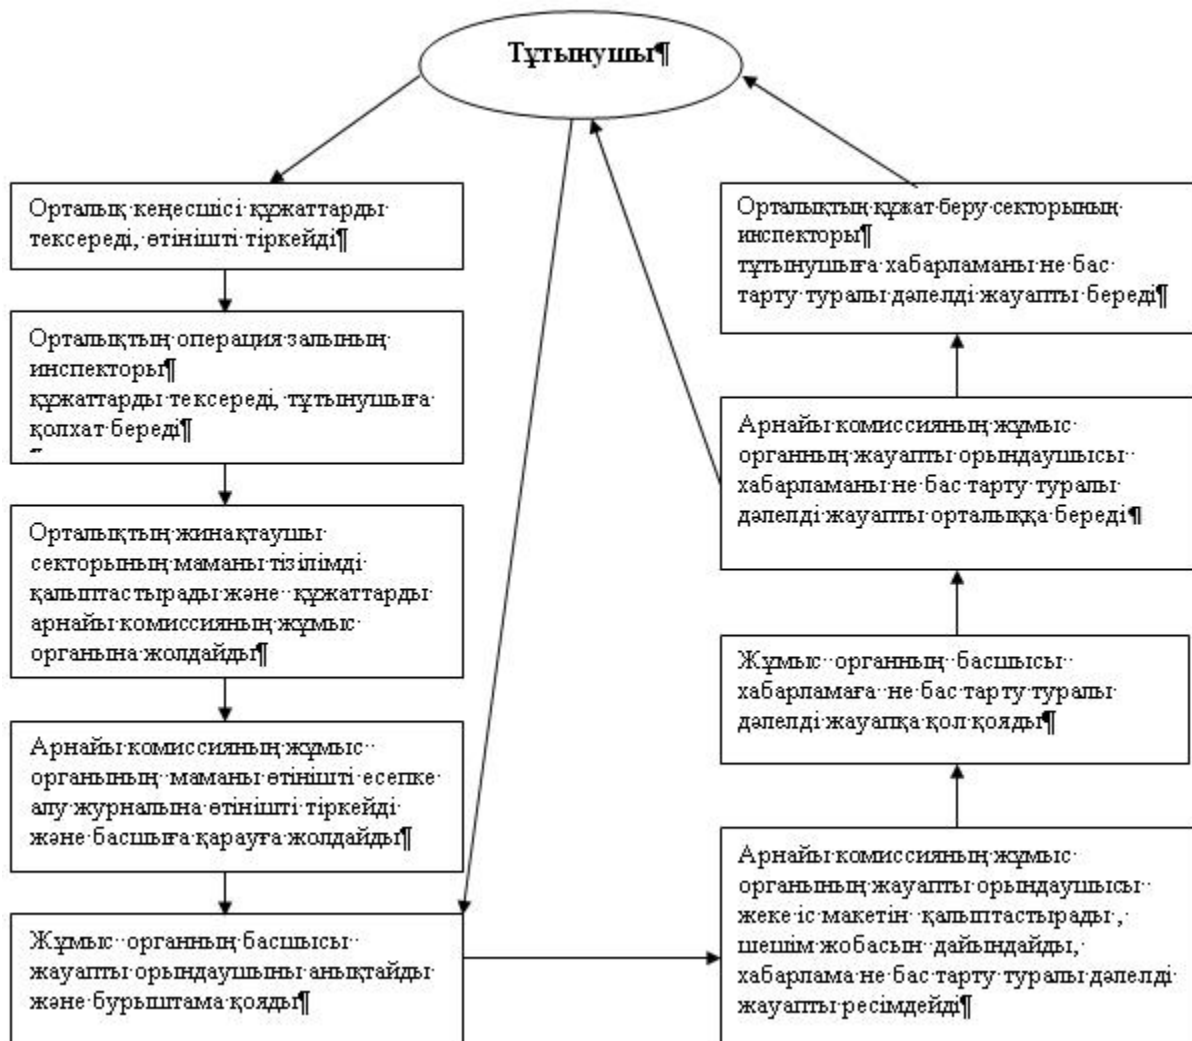 Тұтынушы¶
Орталық·кеңесшісі·құжаттарды·
тексереді,·өтінішті·тіркейді¶
Орталықтың·операция·залының·
инспекторы¶
құжаттарды·тексереді,·тұтынушыға·
қолхат·береді¶
Орталықтың·жинақтаушы·
секторының·маманы·тізілімді·
қалыптастырады·және··құжаттарды·
арнайы·комиссияның·жұмыс·
органына·жолдайды¶
Арнайы·комиссияның·жұмыс··
органының··маманы·өтінішті·есепке·
алу·журналына·өтінішті·тіркейді·
және·басшыға·қарауға·жолдайды¶
Жұмыс··органның·басшысы··
жауапты·орындаушыны·анықтайды·
және·бурыштама·қояды¶
Орталықтың·құжат·беру·секторының·
инспекторы¶
тұтынушыға·хабарламаны·не·бас·
тарту·туралы·дәлелді·жауапты·береді¶
Арнайы·комиссияның·жұмыс·
органның·жауапты·орындаушысы··
хабарламаны·не·бас·тарту·туралы·
дәлелді·жауапты·орталыққа·береді¶
Жұмыс··органның··басшысы··
хабарламаға··не·бас·тарту·туралы·
дәлелді·жауапқа·қол·қояды¶
Арнайы·комиссияның·жұмыс·
органының·жауапты·орындаушысы··
жеке·іс·макетін··қалыптастырады·,·
шешім·жобасын··дайындайды,·
хабарлама·не·бас·тарту·туралы·дәлелді·
жауапты·ресімдейді¶